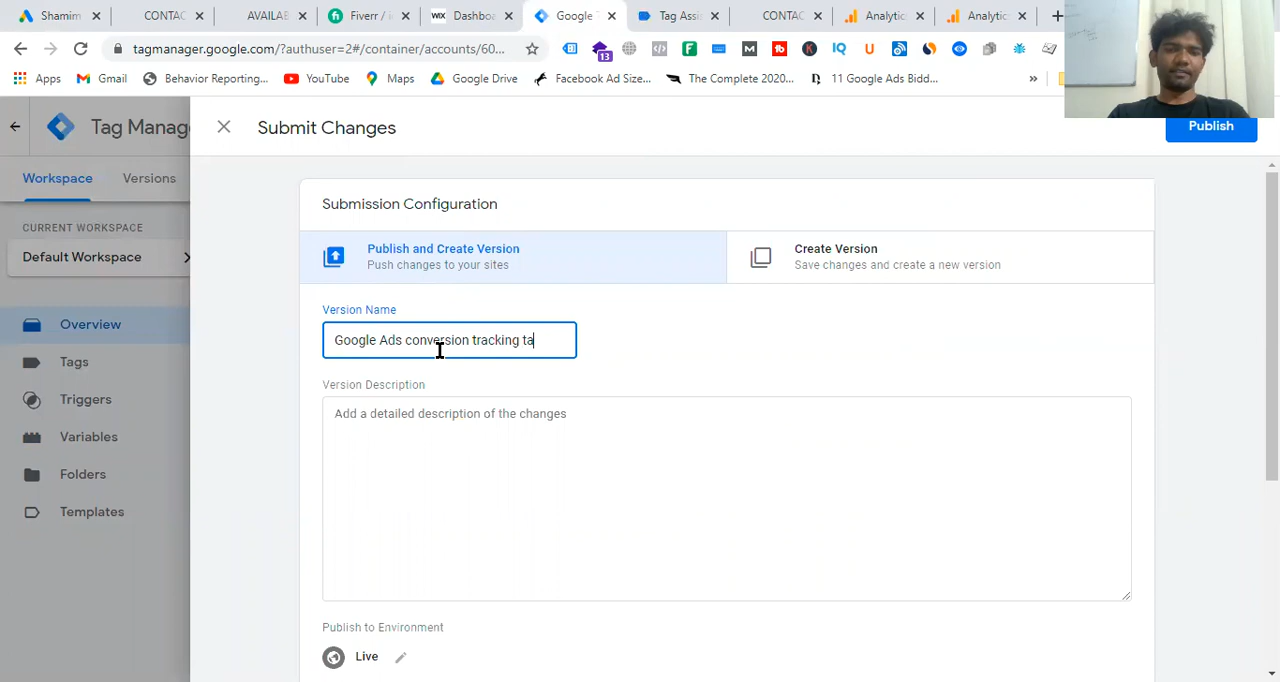 Shamim
CONTAC
AVAILAB
Fiverr / i
WIX Dashboa
Google T
Tag Assis
CONTAC
Analytic
Analytic
tagmanager.google.com/?authuser=2#/container/accounts/60...
13
Apps
Gmail
Behavior Reporting...
YouTube
Maps
Google Drive
Facebook Ad Size...
The Complete 2020...
11 Google Ads Bidd...
Tag Manag
Submit Changes
Publish
Workspace
Versions
CURRENT WORKSPACE
Default Workspace
Overview
Tags
Triggers
Variables
Folders
Templates
Submission Configuration
Publish and Create Version
Push changes to your sites
Create Version
Save changes and create a new version
Version Name
Google Ads conversion tracking ta
Version Description
Add a detailed description of the changes
Publish to Environment
Live